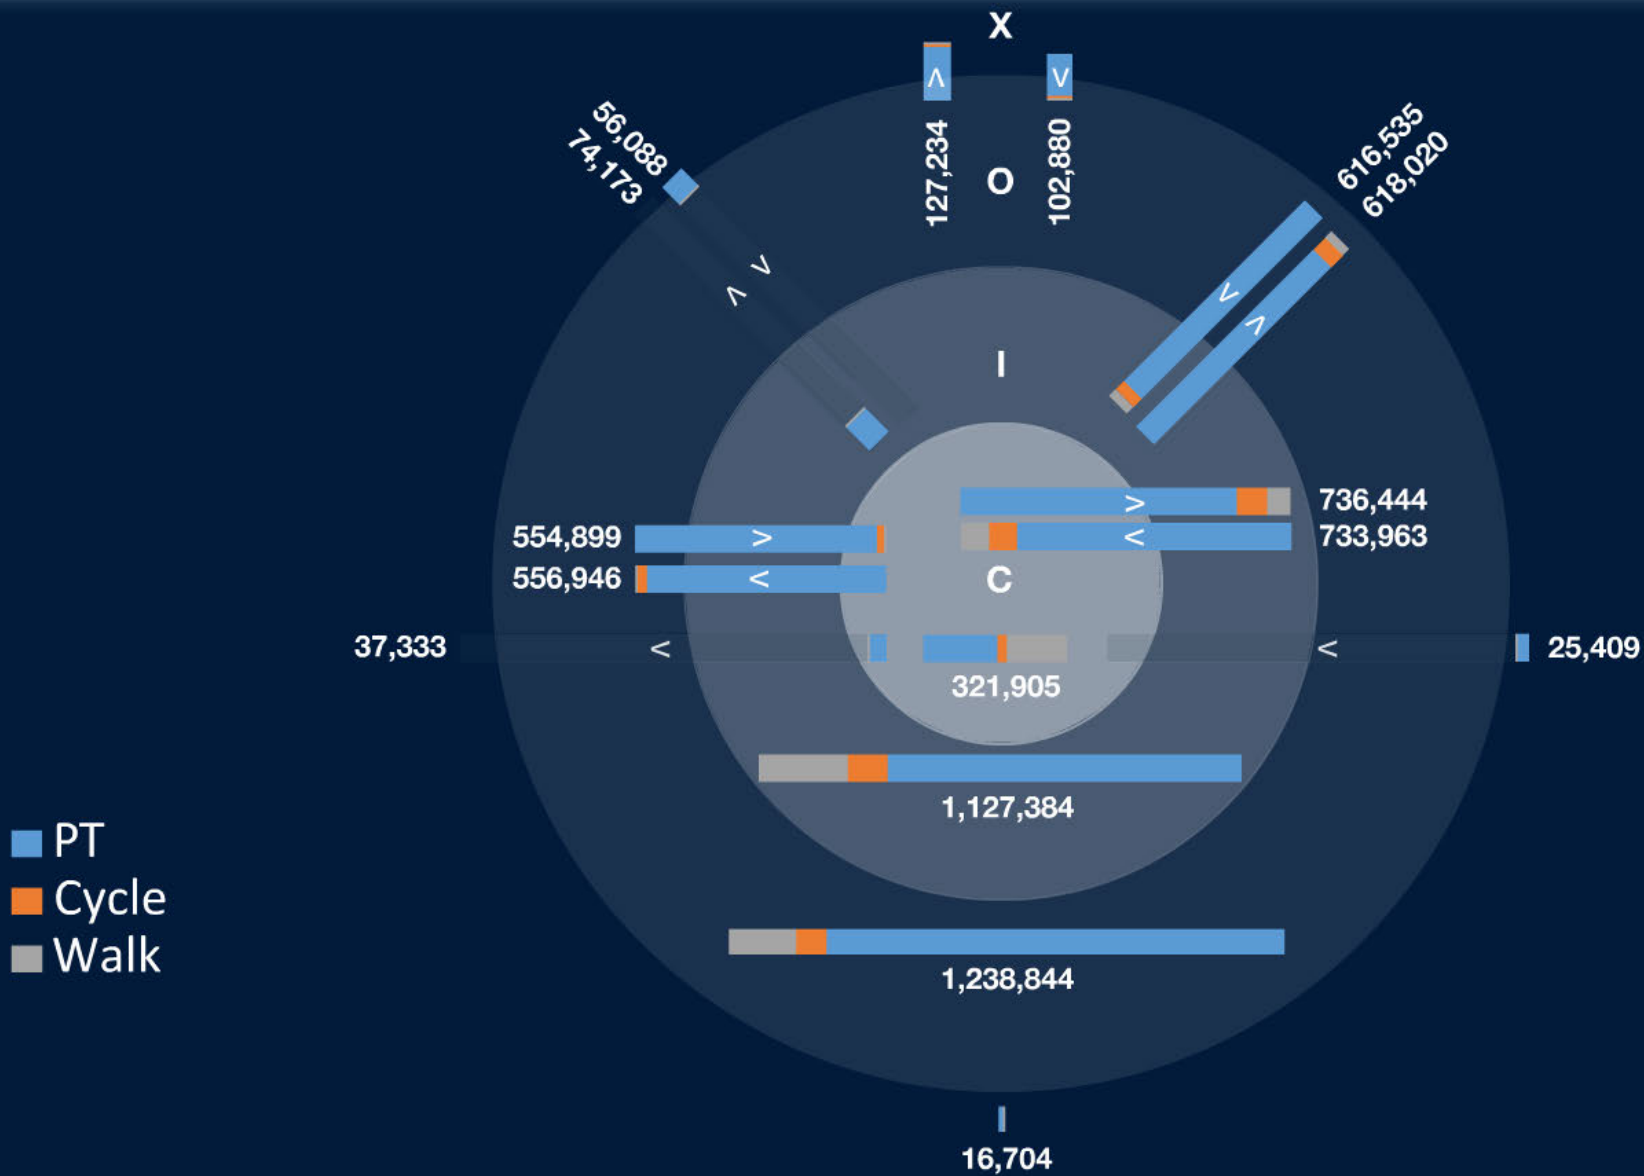 X
56,088
74,173
127,234
O
102,880
616,535
618,020
I
554,899
556,946
736,444
733,963
C
37,333
321,905
25,409
1,127,384
PT
Cycle
Walk
1,238,844
16,704